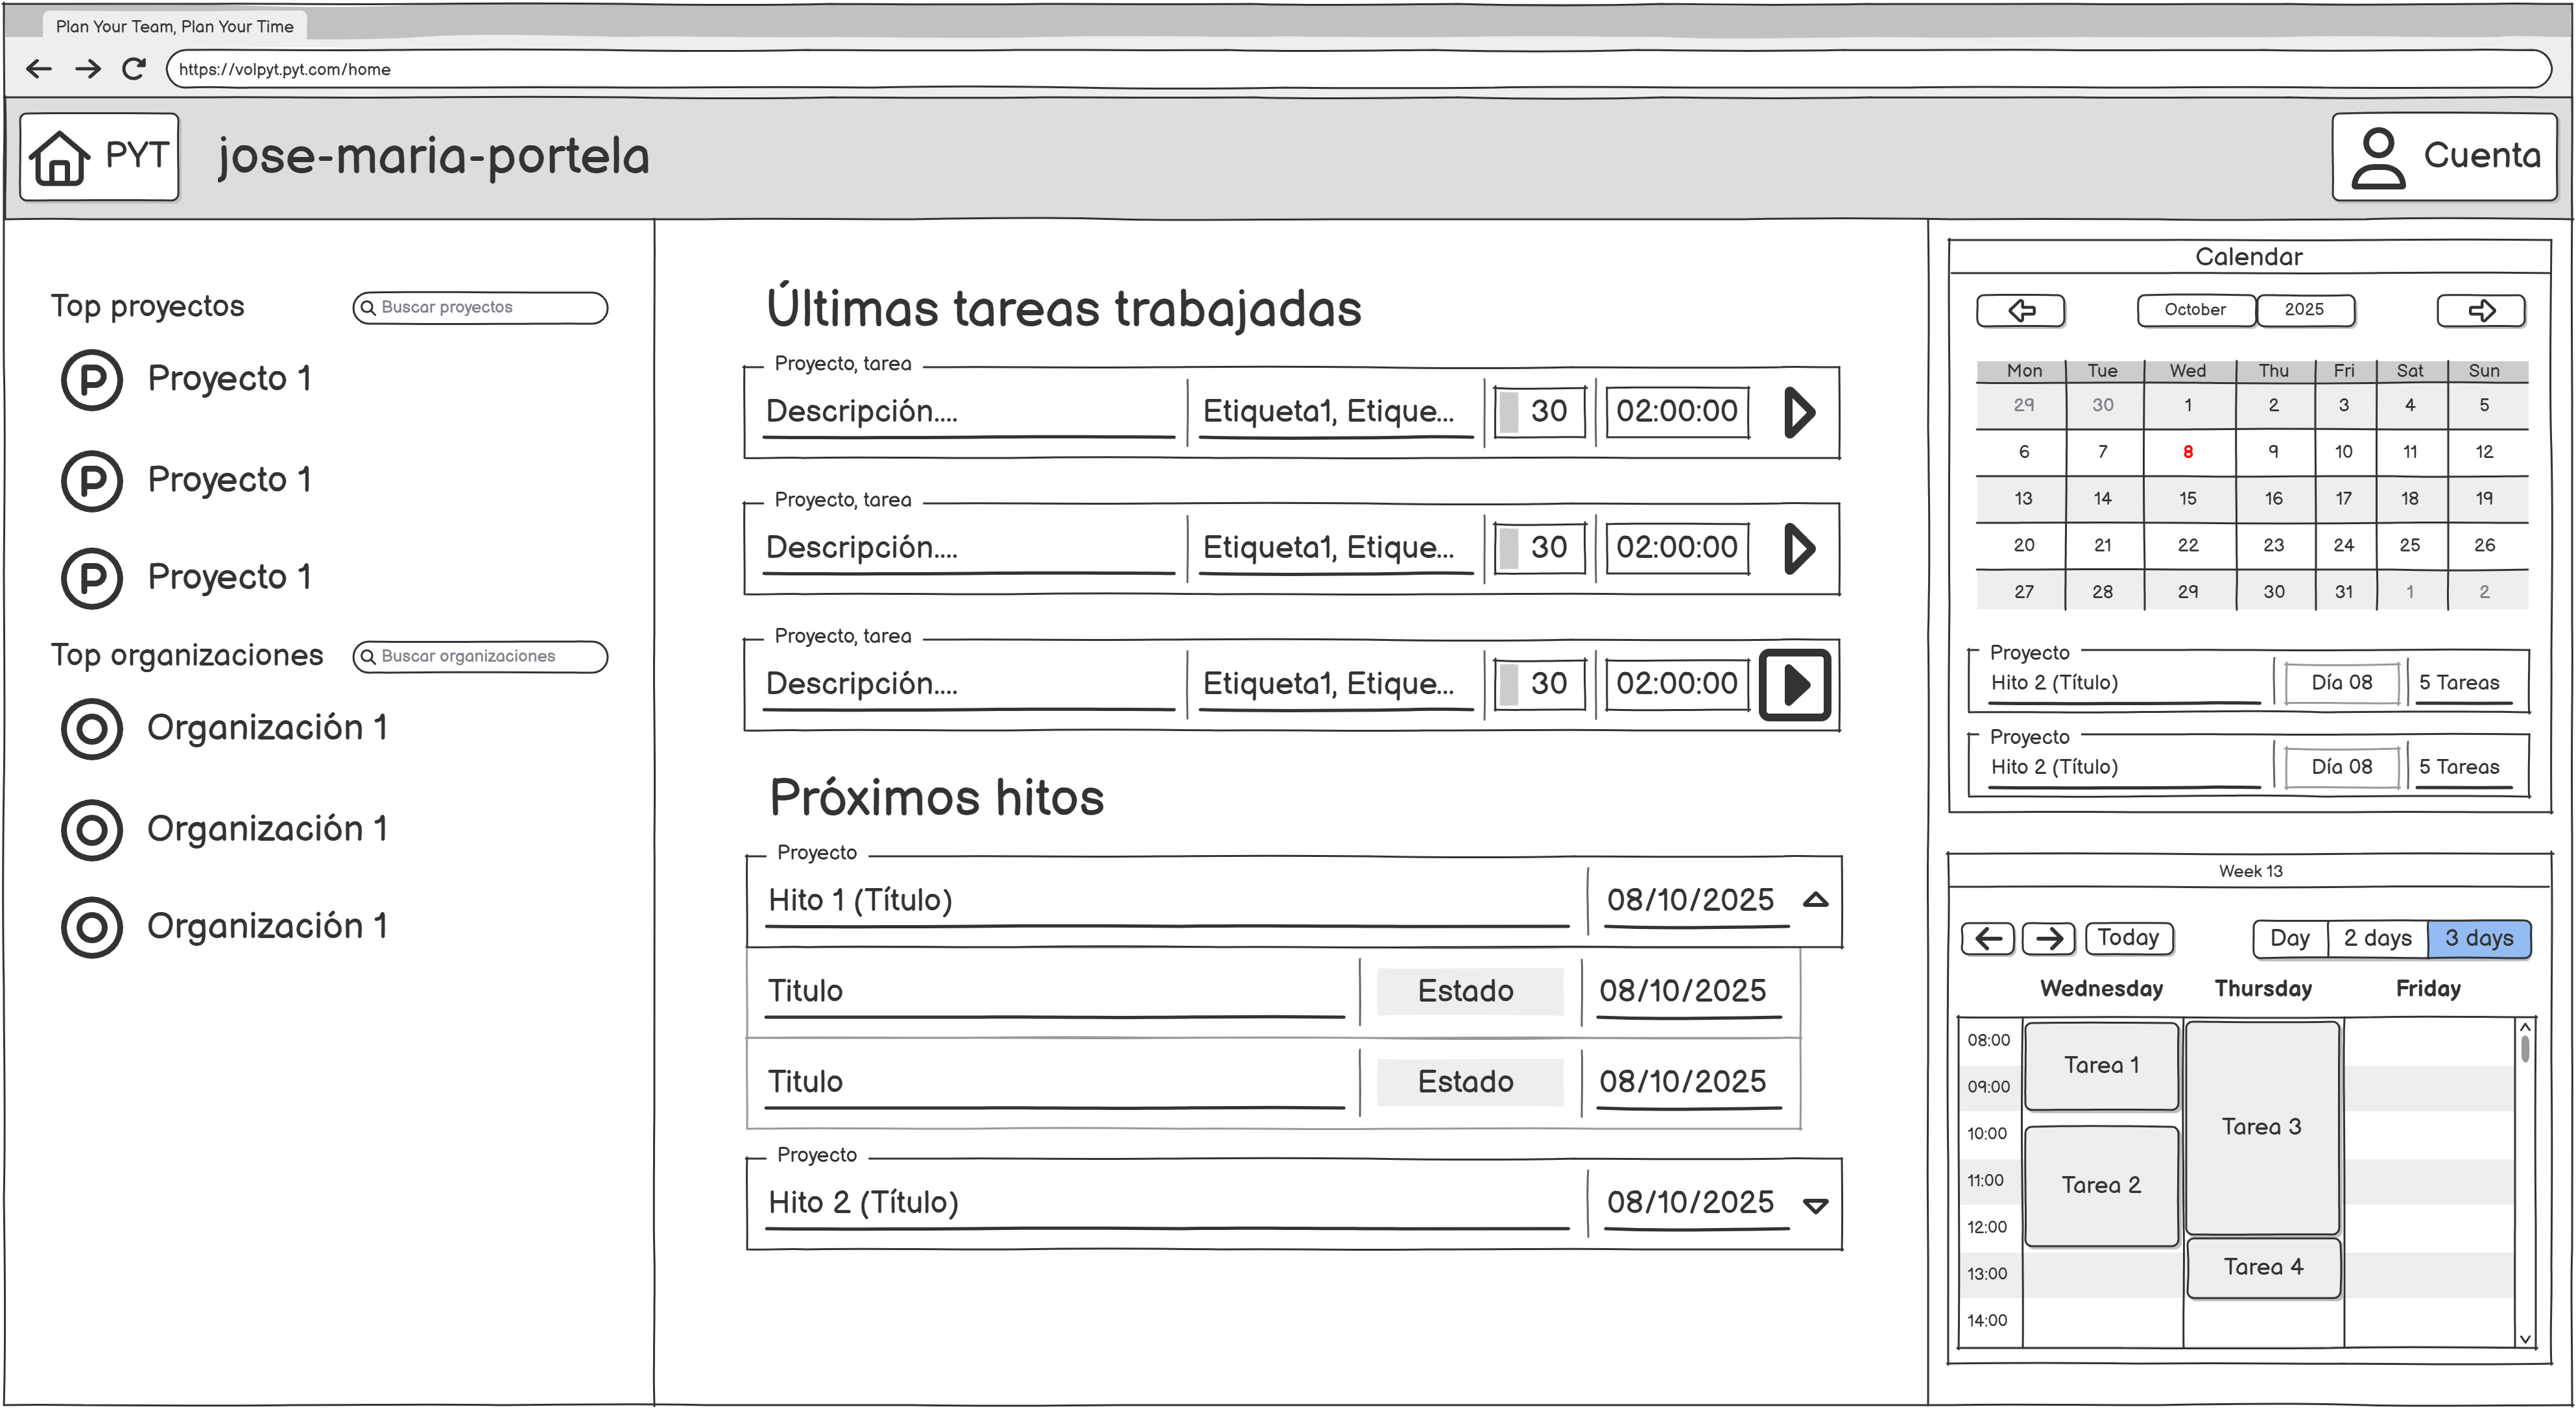 Plan Your Team, Plan Your Time
https://volpyt.pyt.com/home
PYT
jose-maria-portela
Cuenta
Top proyectos
Buscar proyectos
P Proyecto 1
P Proyecto 1
P Proyecto 1
Top organizaciones
Buscar organizaciones
O Organización 1
O Organización 1
O Organización 1
Últimas tareas trabajadas
Proyecto, tarea
Descripción.... Etiqueta1, Etique... 30 02:00:00
Proyecto, tarea
Descripción.... Etiqueta1, Etique... 30 02:00:00
Proyecto, tarea
Descripción.... Etiqueta1, Etique... 30 02:00:00
Próximos hitos
Proyecto
Hito 1 (Título) 08/10/2025
Titulo Estado 08/10/2025
Titulo Estado 08/10/2025
Proyecto
Hito 2 (Título) 08/10/2025
Calendar
October 2025
Mon Tue Wed Thu Fri Sat Sun
29 30 1 2 3 4 5
6 7 8 9 10 11 12
13 14 15 16 17 18 19
20 21 22 23 24 25 26
27 28 29 30 31 1 2
Proyecto
Hito 2 (Título) Día 08 5 Tareas
Proyecto
Hito 2 (Título) Día 08 5 Tareas
Week 13
Today Day 2 days 3 days
Wednesday Thursday Friday
08:00
Tarea 1
09:00
Tarea 3
10:00
11:00
Tarea 2
12:00
Tarea 4
13:00
14:00